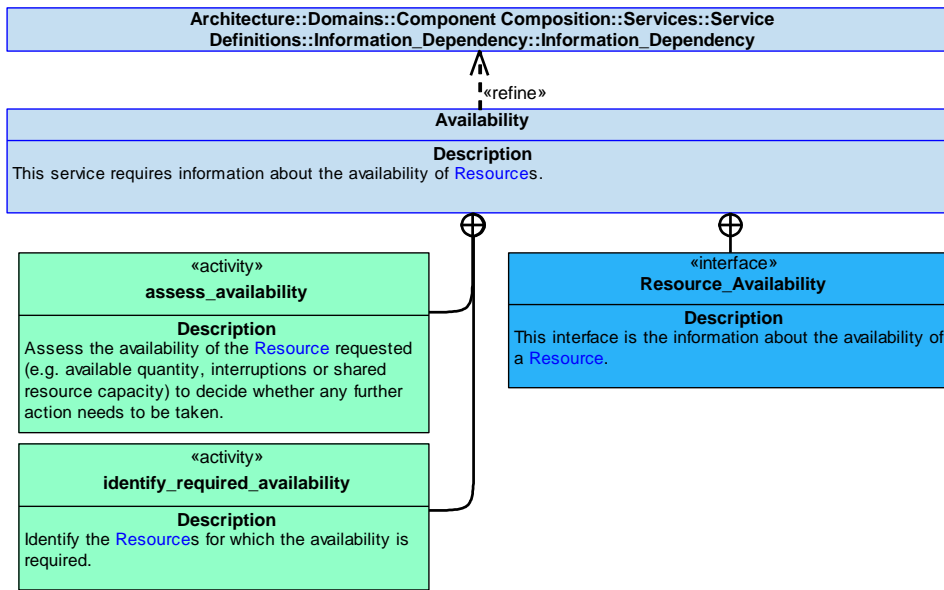 Architecture::Domains::Component Composition::Services::Service
Definitions::Information_Dependency::Information_Dependency
«refine»
Availability
Description
This service requires information about the availability of Resources.
«activity»
assess_availability
Description
Assess the availability of the Resource requested
(e.g. available quantity, interruptions or shared
resource capacity) to decide whether any further
action needs to be taken.
«interface»
Resource_Availability
Description
This interface is the information about the availability of
a Resource.
«activity»
identify_required_availability
Description
Identify the Resources for which the availability is
required.